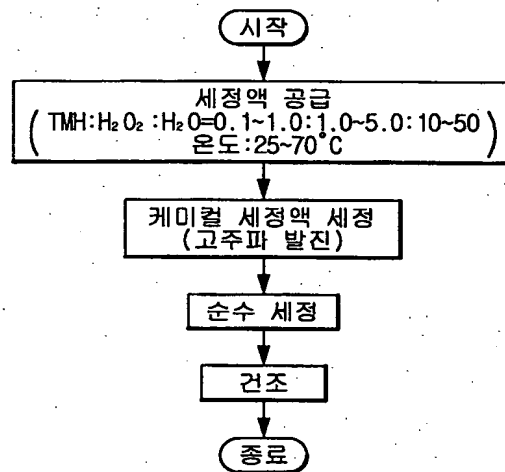 시작
세정액 공급
( TMH:H₂O₂:H₂O=0.1~1.0:1.0~5.0:10~50 )
온도:25~70°C
케미컬 세정액 세정
(고주파 발진)
순수 세정
건조
종료